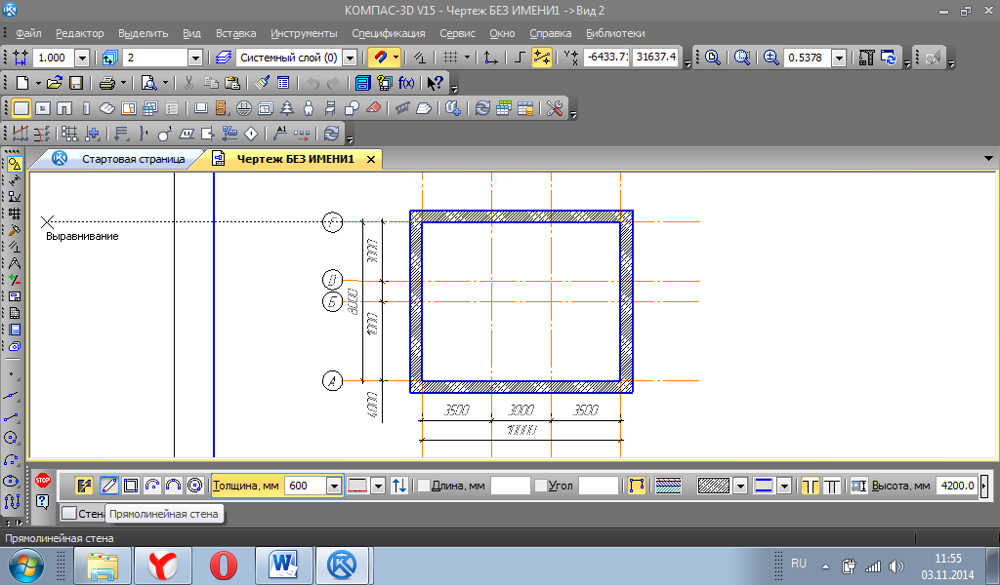 КОМПАС-3D V15 - Чертеж БЕЗ ИМЕНИ1 ->Вид 2
Файл Редактор Выделить Вид Вставка Инструменты Спецификация Сервис Окно Справка Библиотеки
1.000 2 Системный слой (0) -6433.7 31637.4 0.5378
f(x)
Стартовая страница Чертеж БЕЗ ИМЕНИ1
Г
Выравнивание
3000
В
Б
8000
1000
А
4000
3500 3000 3500
10000
STOP Толщина, мм 600 Длина, мм Угол Высота, мм 4200.0
Стена Прямолинейная стена
Прямолинейная стена
RU 11:55
03.11.2014